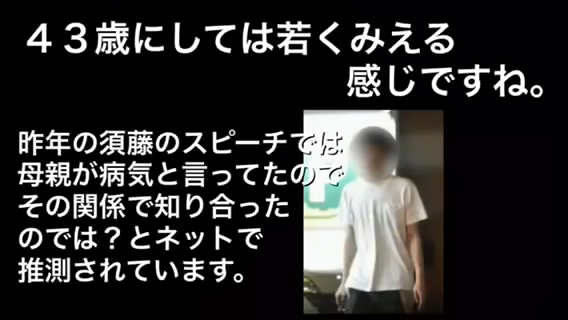 ４３歳にしては若くみえる
感じですね。
昨年の須藤のスピーチでは
母親が病気と言ってたので
その関係で知り合った
のでは？とネットで
推測されています。